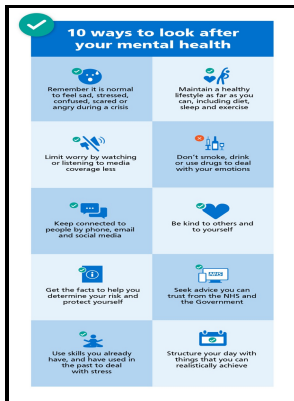 10 ways to look after
your mental health
Remember it is normal
to feel sad, stressed,
confused, scared or
angry during a crisis
Maintain a healthy
lifestyle as far as you
can, including diet,
sleep and exercise
Limit worry by watching
or listening to media
coverage less
Don't smoke, drink
or use drugs to deal
with your emotions
Keep connected to
people by phone, email
and social media
Be kind to others and
to yourself
Get the facts to help you
determine your risk and
protect yourself
NHS
Seek advice you can
trust from the NHS and
the Government
Use skills you already
have, and have used in
the past to deal
with stress
Structure your day with
things that you can
realistically achieve